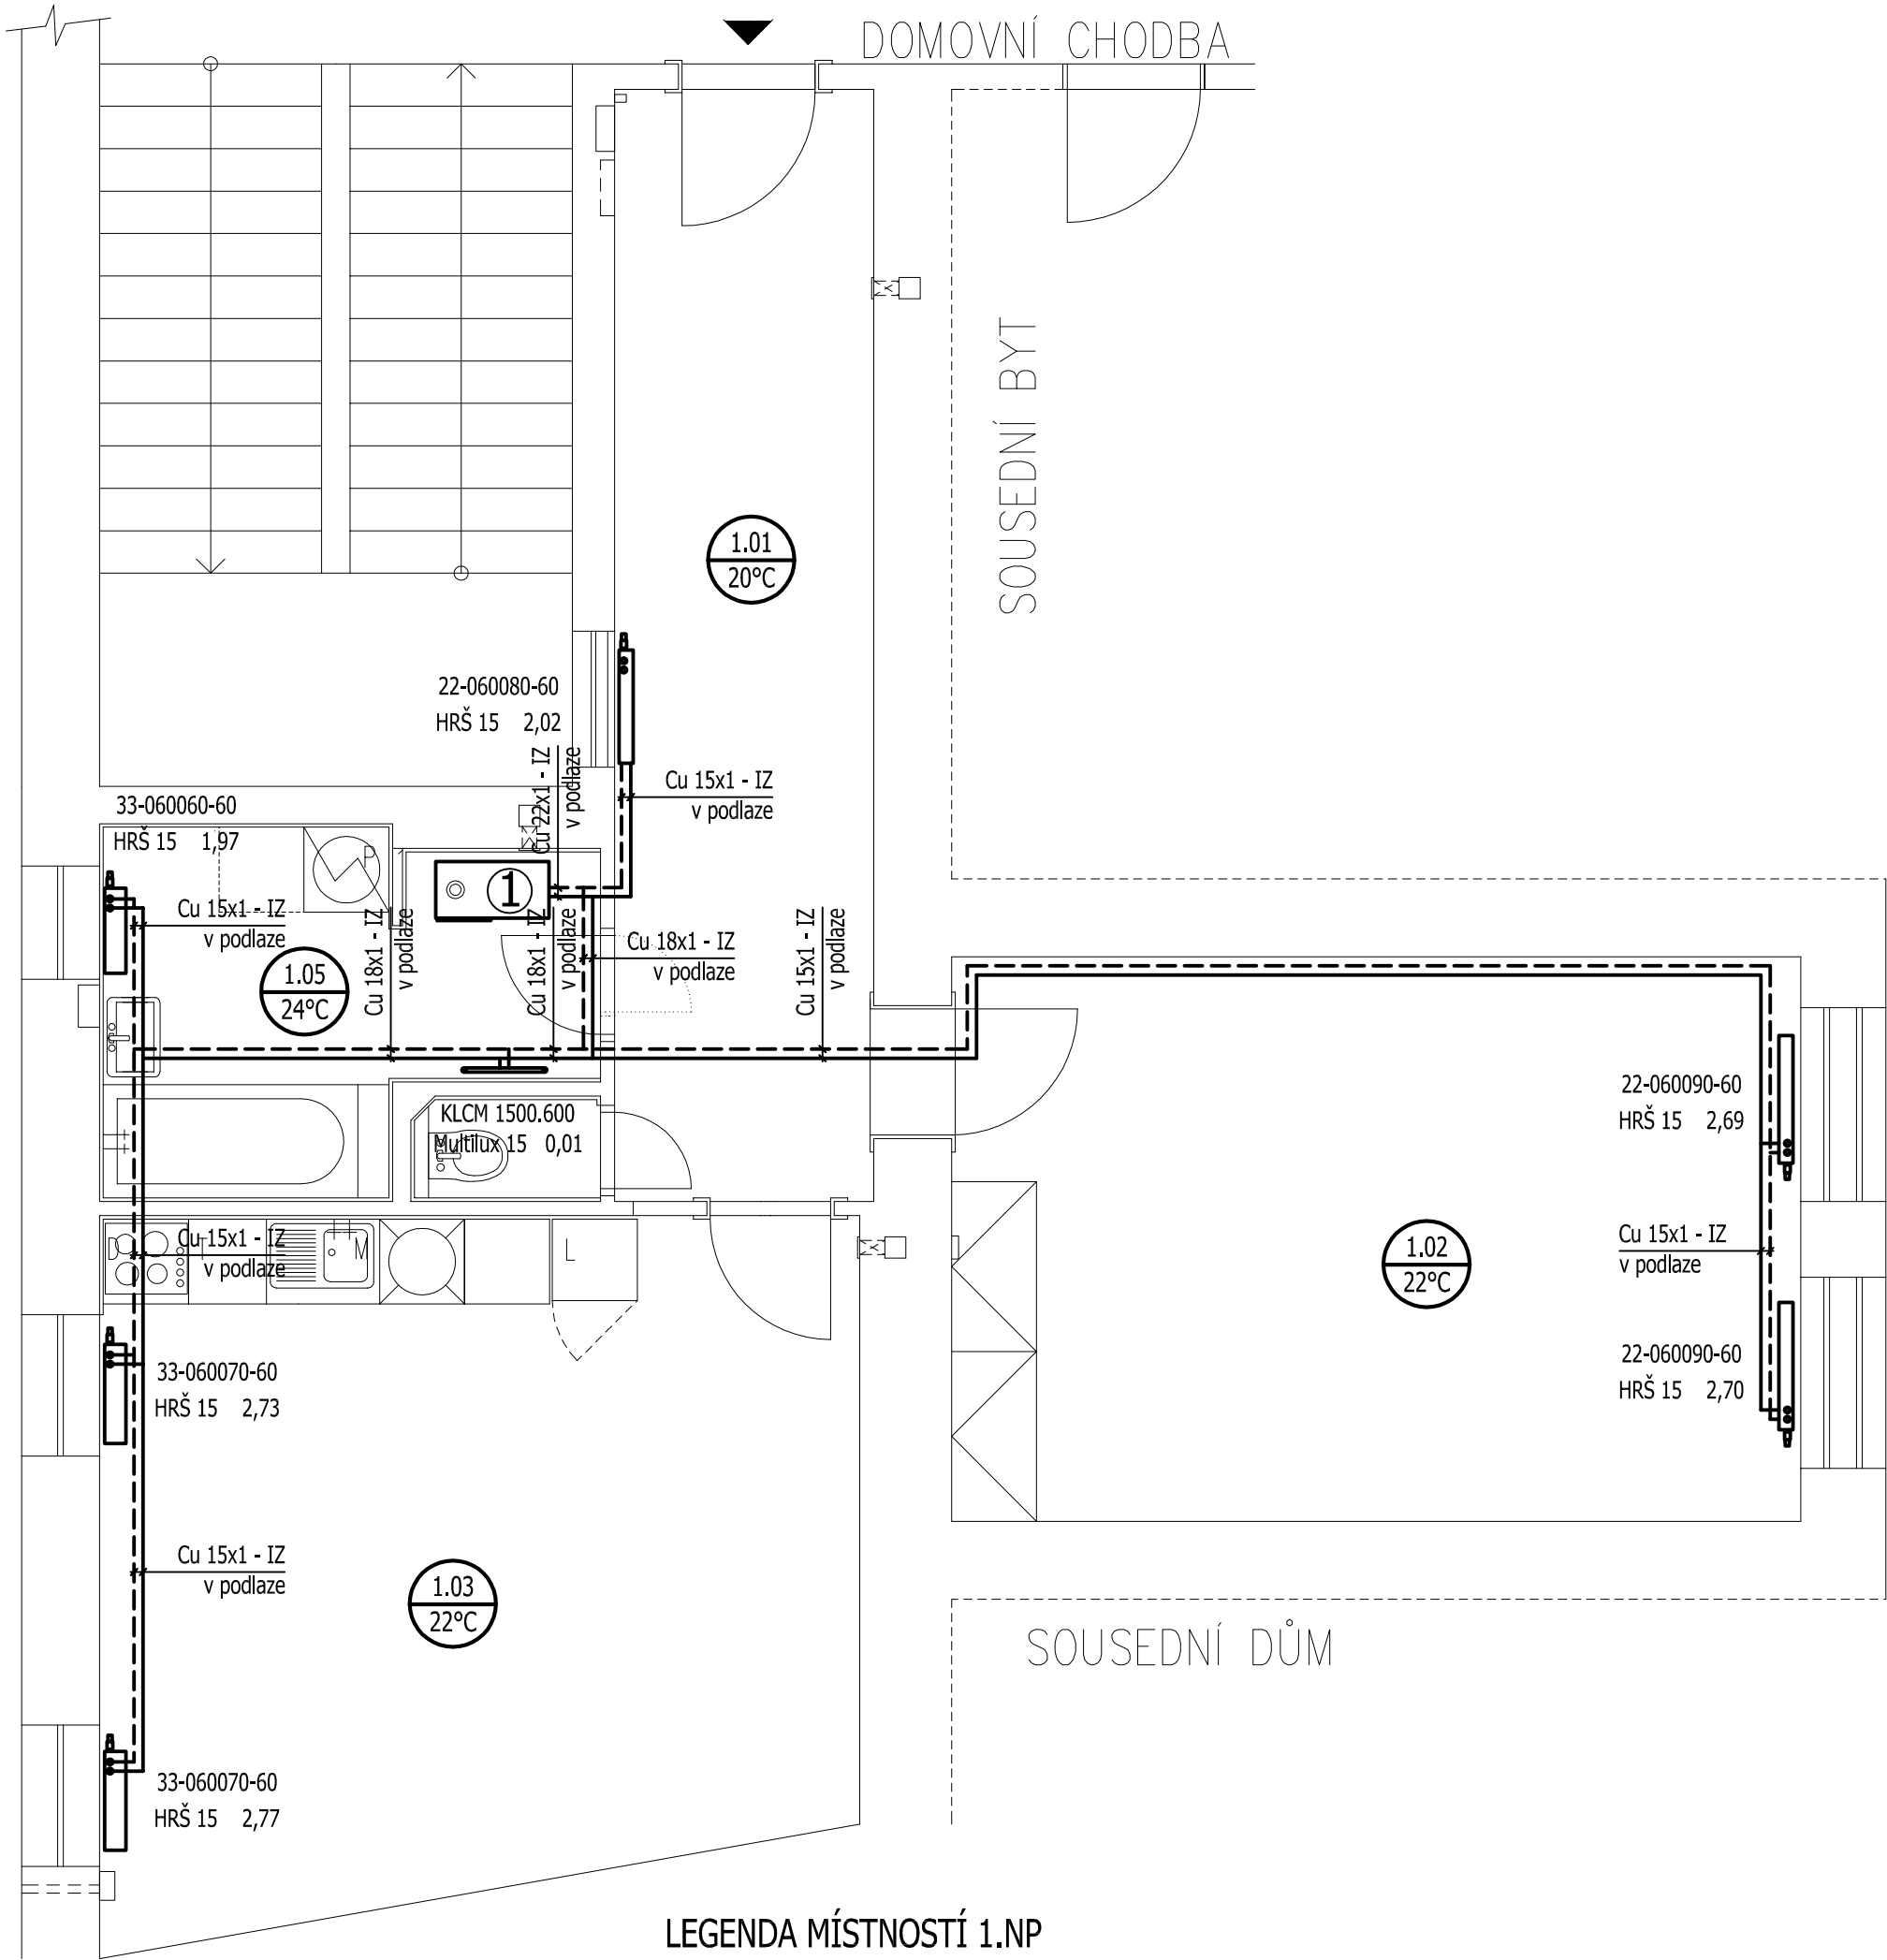 DOMOVNÍ CHODBA
SOUSEDNÍ BYT
1.01
20°C
22-060080-60
HRŠ 15 2,02
Cu 22x1 - IZ
v podlaze
Cu 15x1 - IZ
v podlaze
33-060060-60
HRŠ 15 1,97
P
1
Cu 15x1 - IZ
v podlaze
Cu 18x1 - IZ
v podlaze
Cu 18x1 - IZ
v podlaze
Cu 18x1 - IZ
v podlaze
Cu 15x1 - IZ
v podlaze
1.05
24°C
22-060090-60
HRŠ 15 2,69
KLCM 1500.600
Multilux 15 0,01
Cu 15x1 - IZ
v podlaze
D
T
M
L
1.02
22°C
Cu 15x1 - IZ
v podlaze
22-060090-60
HRŠ 15 2,70
33-060070-60
HRŠ 15 2,73
Cu 15x1 - IZ
v podlaze
1.03
22°C
SOUSEDNÍ DŮM
33-060070-60
HRŠ 15 2,77
LEGENDA MÍSTNOSTÍ 1.NP